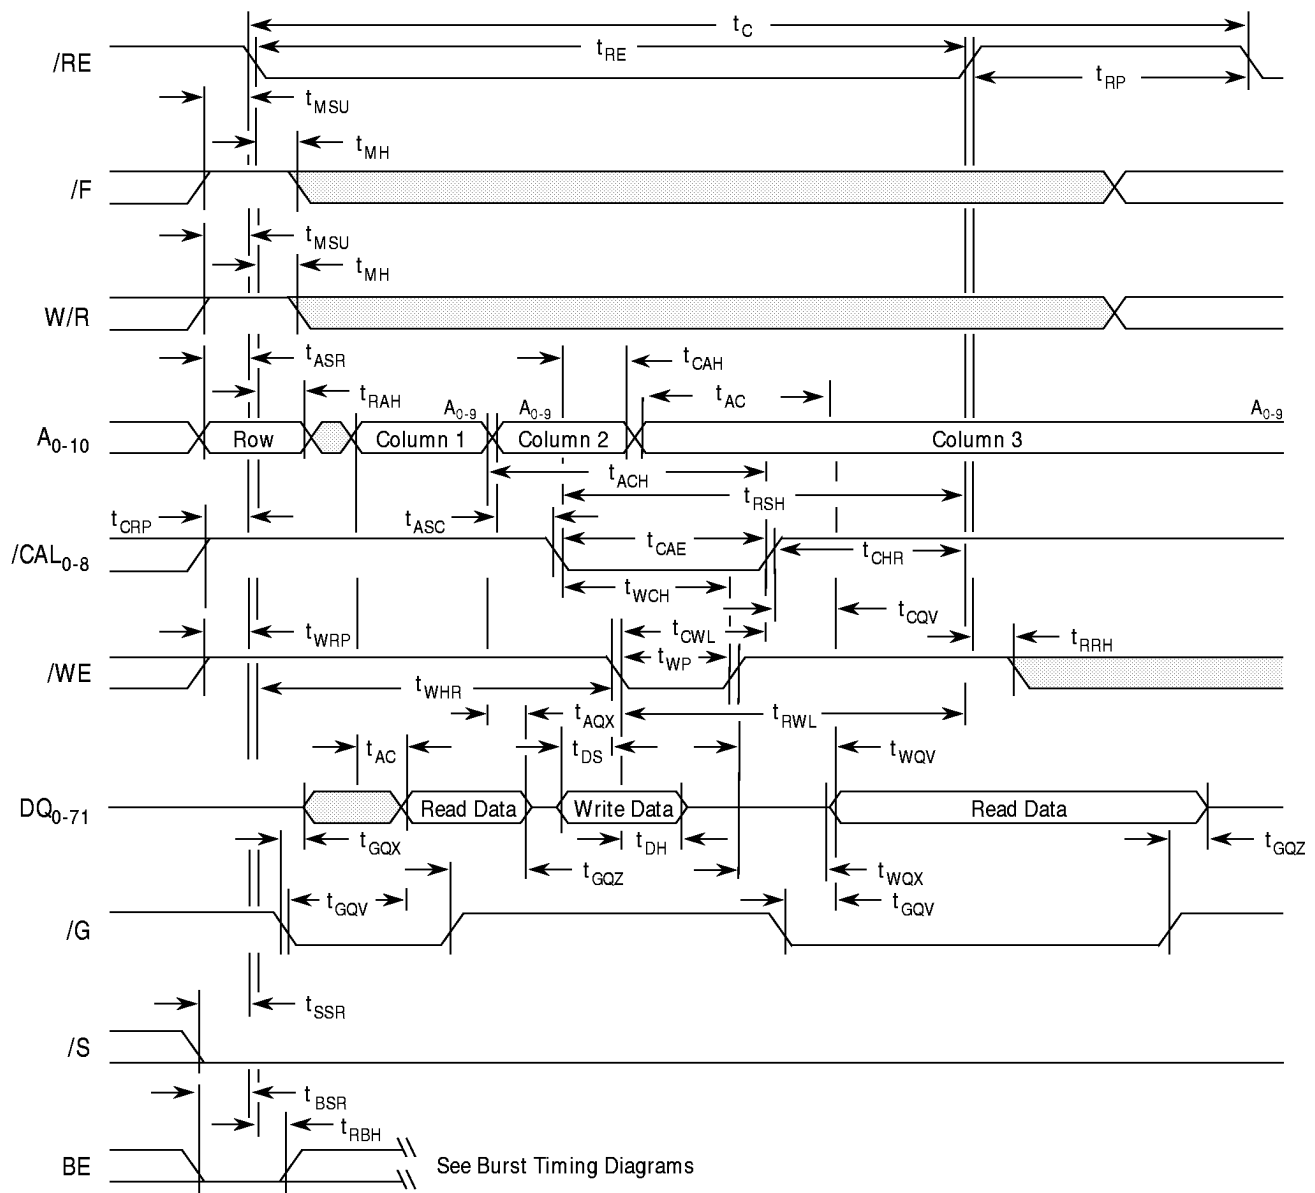 tC
/RE
tRE
tRP
tMSU
tMH
/F
tMSU
tMH
W/R
tASR
tCAH
tRAH
tAC
A0-9
A0-9
A0-9
A0-10
Row
Column 1
Column 2
Column 3
tACH
tRSH
tCRP
tASC
/CAL0-8
tCAE
tCHR
tWCH
tCQV
tWRP
tCWL
tRRH
/WE
tWP
tWHR
tAQX
tRWL
tAC
tDS
tWQV
DQ0-71
Read Data
Write Data
Read Data
tGQX
tDH
tGQZ
tGQZ
tWQX
tGQV
tGQV
/G
tSSR
/S
tBSR
tRBH
BE
See Burst Timing Diagrams